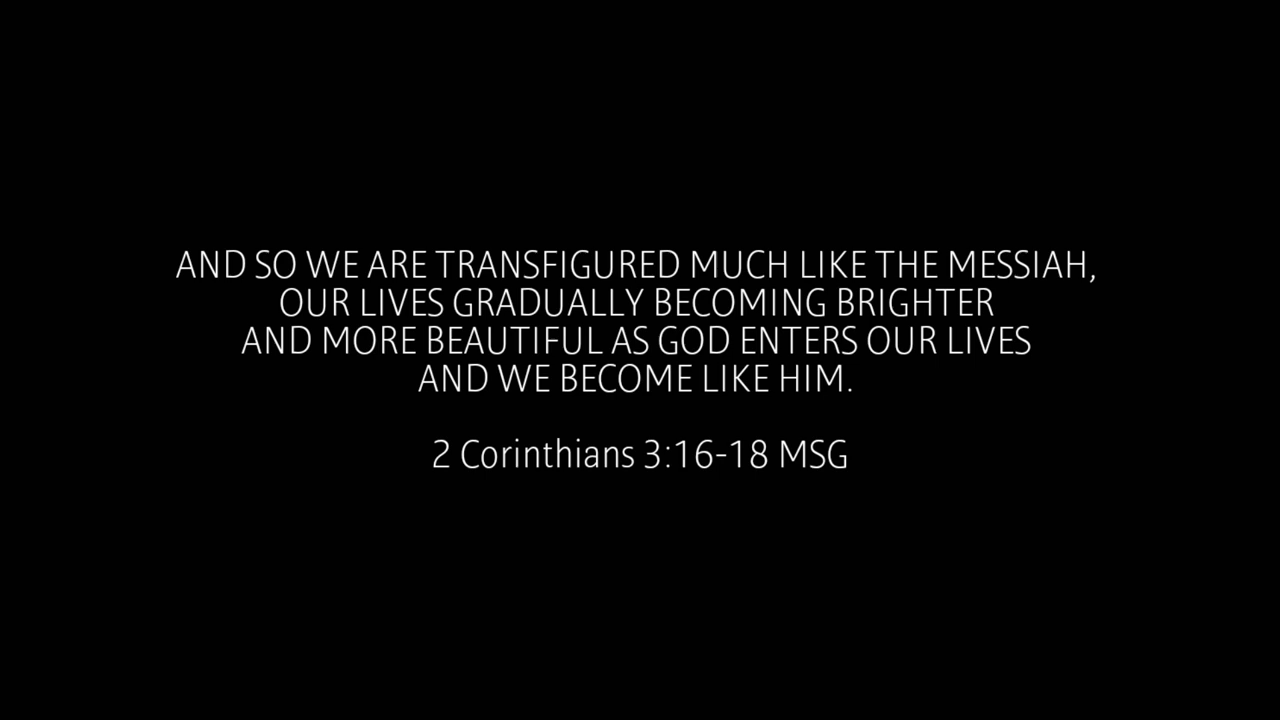 AND SO WE ARE TRANSFIGURED MUCH LIKE THE MESSIAH,
OUR LIVES GRADUALLY BECOMING BRIGHTER
AND MORE BEAUTIFUL AS GOD ENTERS OUR LIVES
AND WE BECOME LIKE HIM.
2 Corinthians 3:16-18 MSG